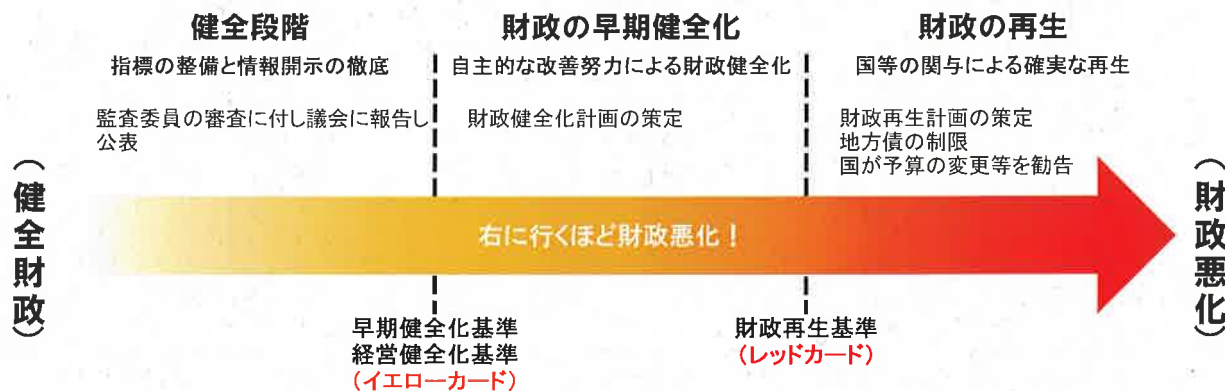 健全段階
財政の早期健全化
財政の再生
指標の整備と情報開示の徹底
自主的な改善努力による財政健全化
国等の関与による確実な再生
監査委員の審査に付し議会に報告し
公表
財政健全化計画の策定
財政再生計画の策定
地方債の制限
国が予算の変更等を勧告
（健全財政）
右に行くほど財政悪化！
（財政悪化）
早期健全化基準
経営健全化基準
（イエローカード）
財政再生基準
（レッドカード）